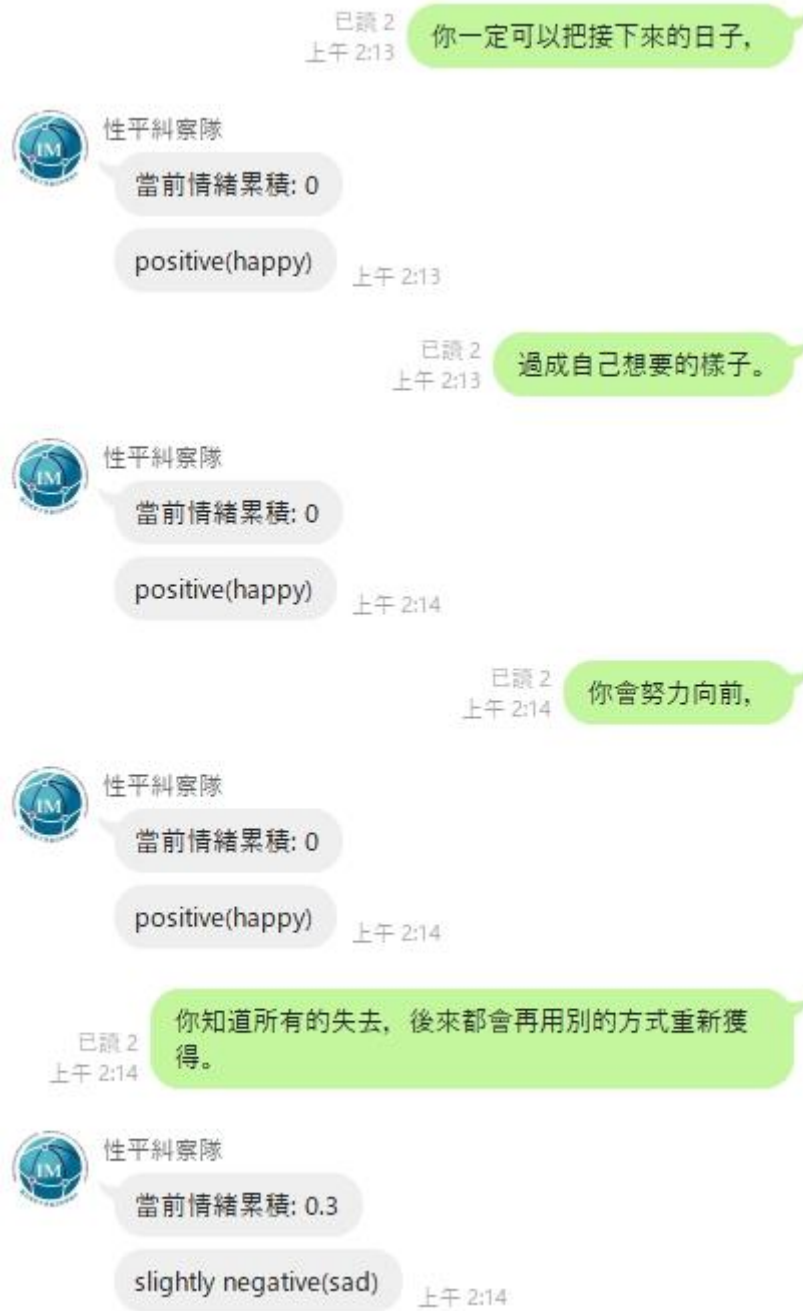 已讀 2
上午 2:13
你一定可以把接下來的日子,
性平糾察隊
當前情緒累積: 0
positive(happy)
上午 2:13
已讀 2
上午 2:13
過成自己想要的樣子。
性平糾察隊
當前情緒累積: 0
positive(happy)
上午 2:14
已讀 2
上午 2:14
你會努力向前,
性平糾察隊
當前情緒累積: 0
positive(happy)
上午 2:14
已讀 2
上午 2:14
你知道所有的失去, 後來都會再用別的方式重新獲
得。
性平糾察隊
當前情緒累積: 0.3
slightly negative(sad)
上午 2:14
IM
IM
IM
IM